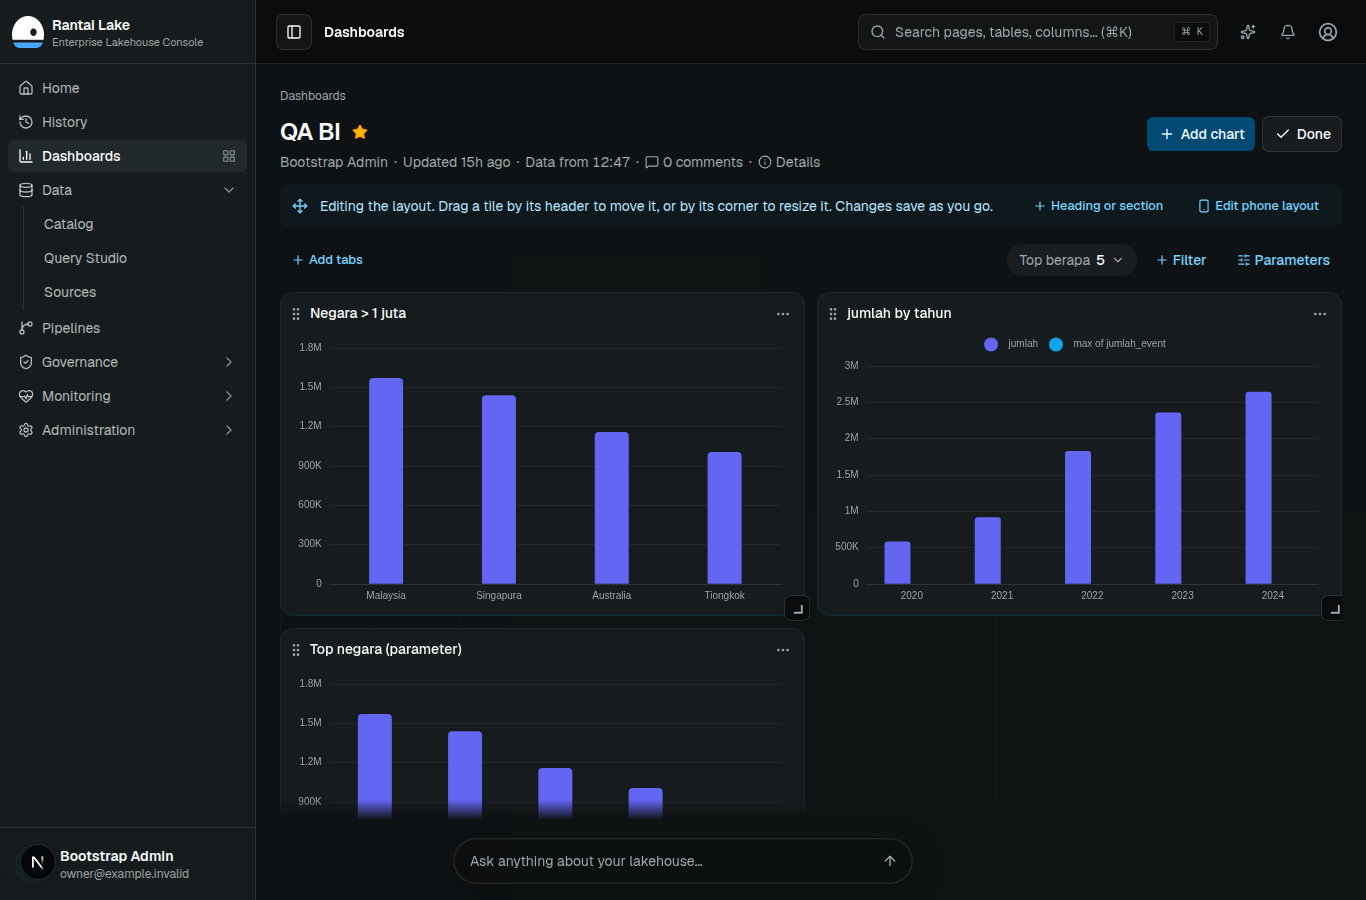 Rantai Lake
Enterprise Lakehouse Console
Home
History
Dashboards
Data
Catalog
Query Studio
Sources
Pipelines
Governance
Monitoring
Administration
Bootstrap Admin
owner@example.invalid
Dashboards
Search pages, tables, columns... (⌘K)
⌘ K
Dashboards
QA BI
Add chart
Done
Bootstrap Admin · Updated 15h ago · Data from 12:47 · 0 comments · Details
Editing the layout. Drag a tile by its header to move it, or by its corner to resize it. Changes save as you go.
+ Heading or section
Edit phone layout
+ Add tabs
Top berapa 5
+ Filter
Parameters
Negara > 1 juta
1.8M
1.5M
1.2M
900K
600K
300K
0
Malaysia Singapura Australia Tiongkok
jumlah by tahun
jumlah max of jumlah_event
3M
2.5M
2M
1.5M
1M
500K
0
2020 2021 2022 2023 2024
Top negara (parameter)
1.8M
1.5M
1.2M
900K
Ask anything about your lakehouse...
N